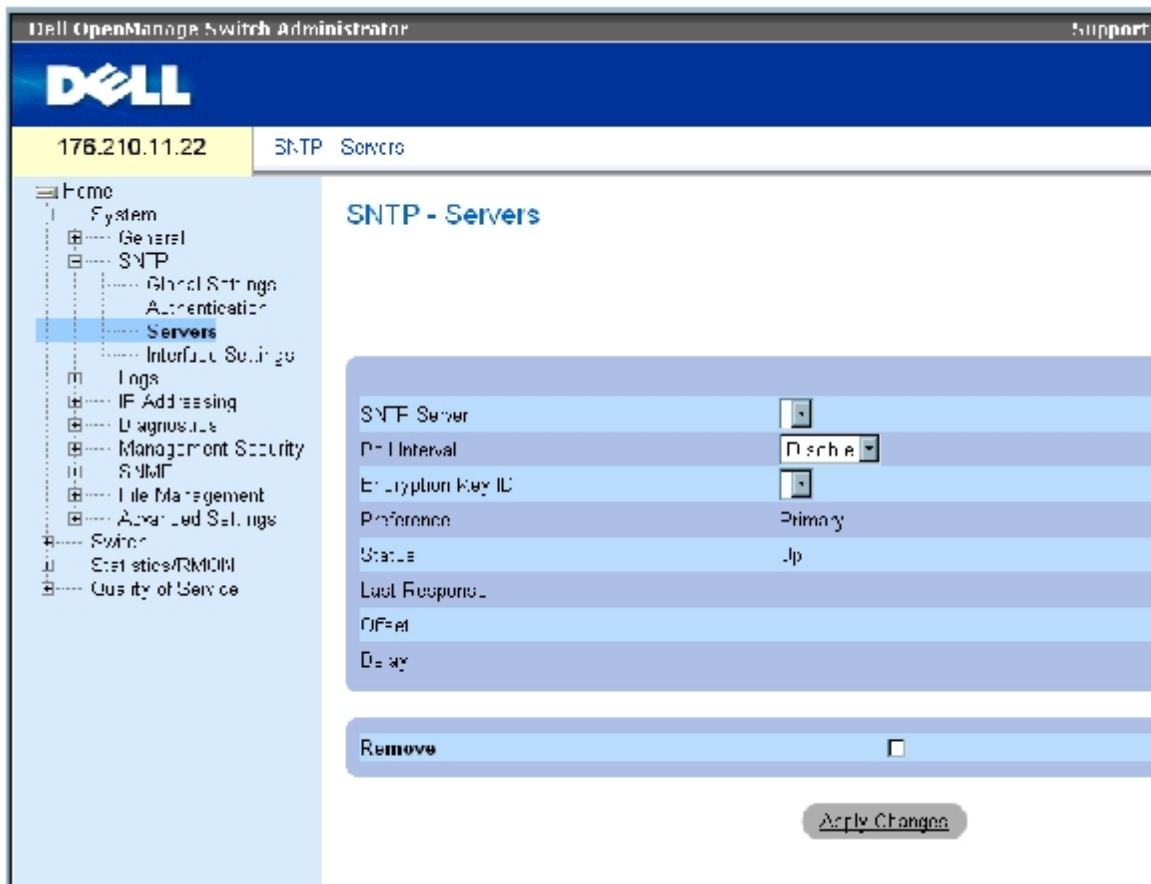 Dell OpenManage Switch Administrator
Support
DELL
176.210.11.22
SNTP Servers
Home
System
General
SNTP
Global Settings
Authentication
Servers
Interface Settings
Logs
IP Addressing
Diagnostics
Management Security
SNMP
File Management
Advanced Settings
Switch
Statistics/RMON
Quality of Service
SNTP - Servers
SNTP Server
Poll Interval
Disable
Encryption Key ID
Preference
Primary
Status
Up
Last Response
Offset
Delay
Remove
Apply Changes